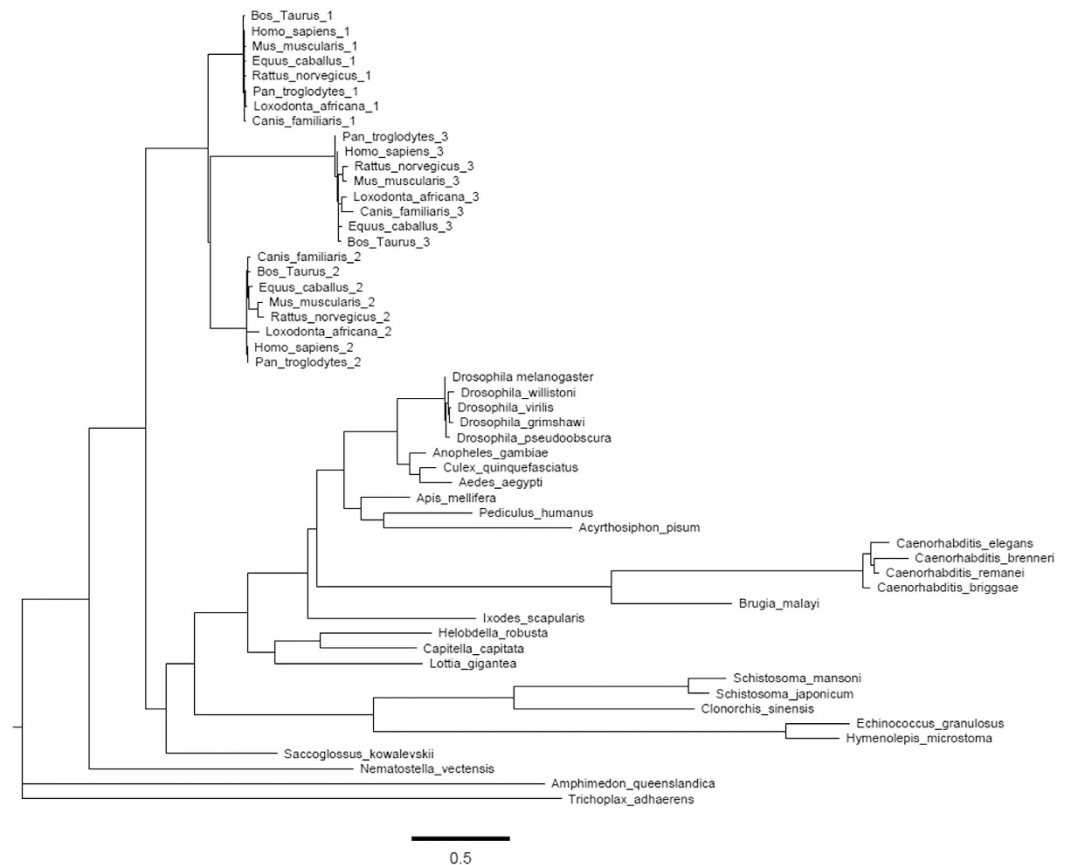 Bos_Taurus_1
Homo_sapiens_1
Mus_muscularis_1
Equus_caballus_1
Rattus_norvegicus_1
Pan_troglodytes_1
Loxodonta_africana_1
Canis_familiaris_1
Pan_troglodytes_3
Homo_sapiens_3
Rattus_norvegicus_3
Mus_muscularis_3
Loxodonta_africana_3
Canis_familiaris_3
Equus_caballus_3
Bos_Taurus_3
Canis_familiaris_2
Bos_Taurus_2
Equus_caballus_2
Mus_muscularis_2
Rattus_norvegicus_2
Loxodonta_africana_2
Homo_sapiens_2
Pan_troglodytes_2
Drosophila melanogaster
Drosophila_willistoni
Drosophila_virilis
Drosophila_grimshawi
Drosophila_pseudoobscura
Anopheles_gambiae
Culex_quinquefasciatus
Aedes_aegypti
Apis_mellifera
Pediculus_humanus
Acyrthosiphon_pisum
Caenorhabditis_elegans
Caenorhabditis_brenneri
Caenorhabditis_remanei
Caenorhabditis_briggsae
Brugia_malayi
Ixodes_scapularis
Helobdella_robusta
Capitella_capitata
Lottia_gigantea
Schistosoma_mansoni
Schistosoma_japonicum
Clonorchis_sinensis
Echinococcus_granulosus
Hymenolepis_microstoma
Saccoglossus_kowalevskii
Nematostella_vectensis
Amphimedon_queenslandica
Trichoplax_adhaerens
0.5